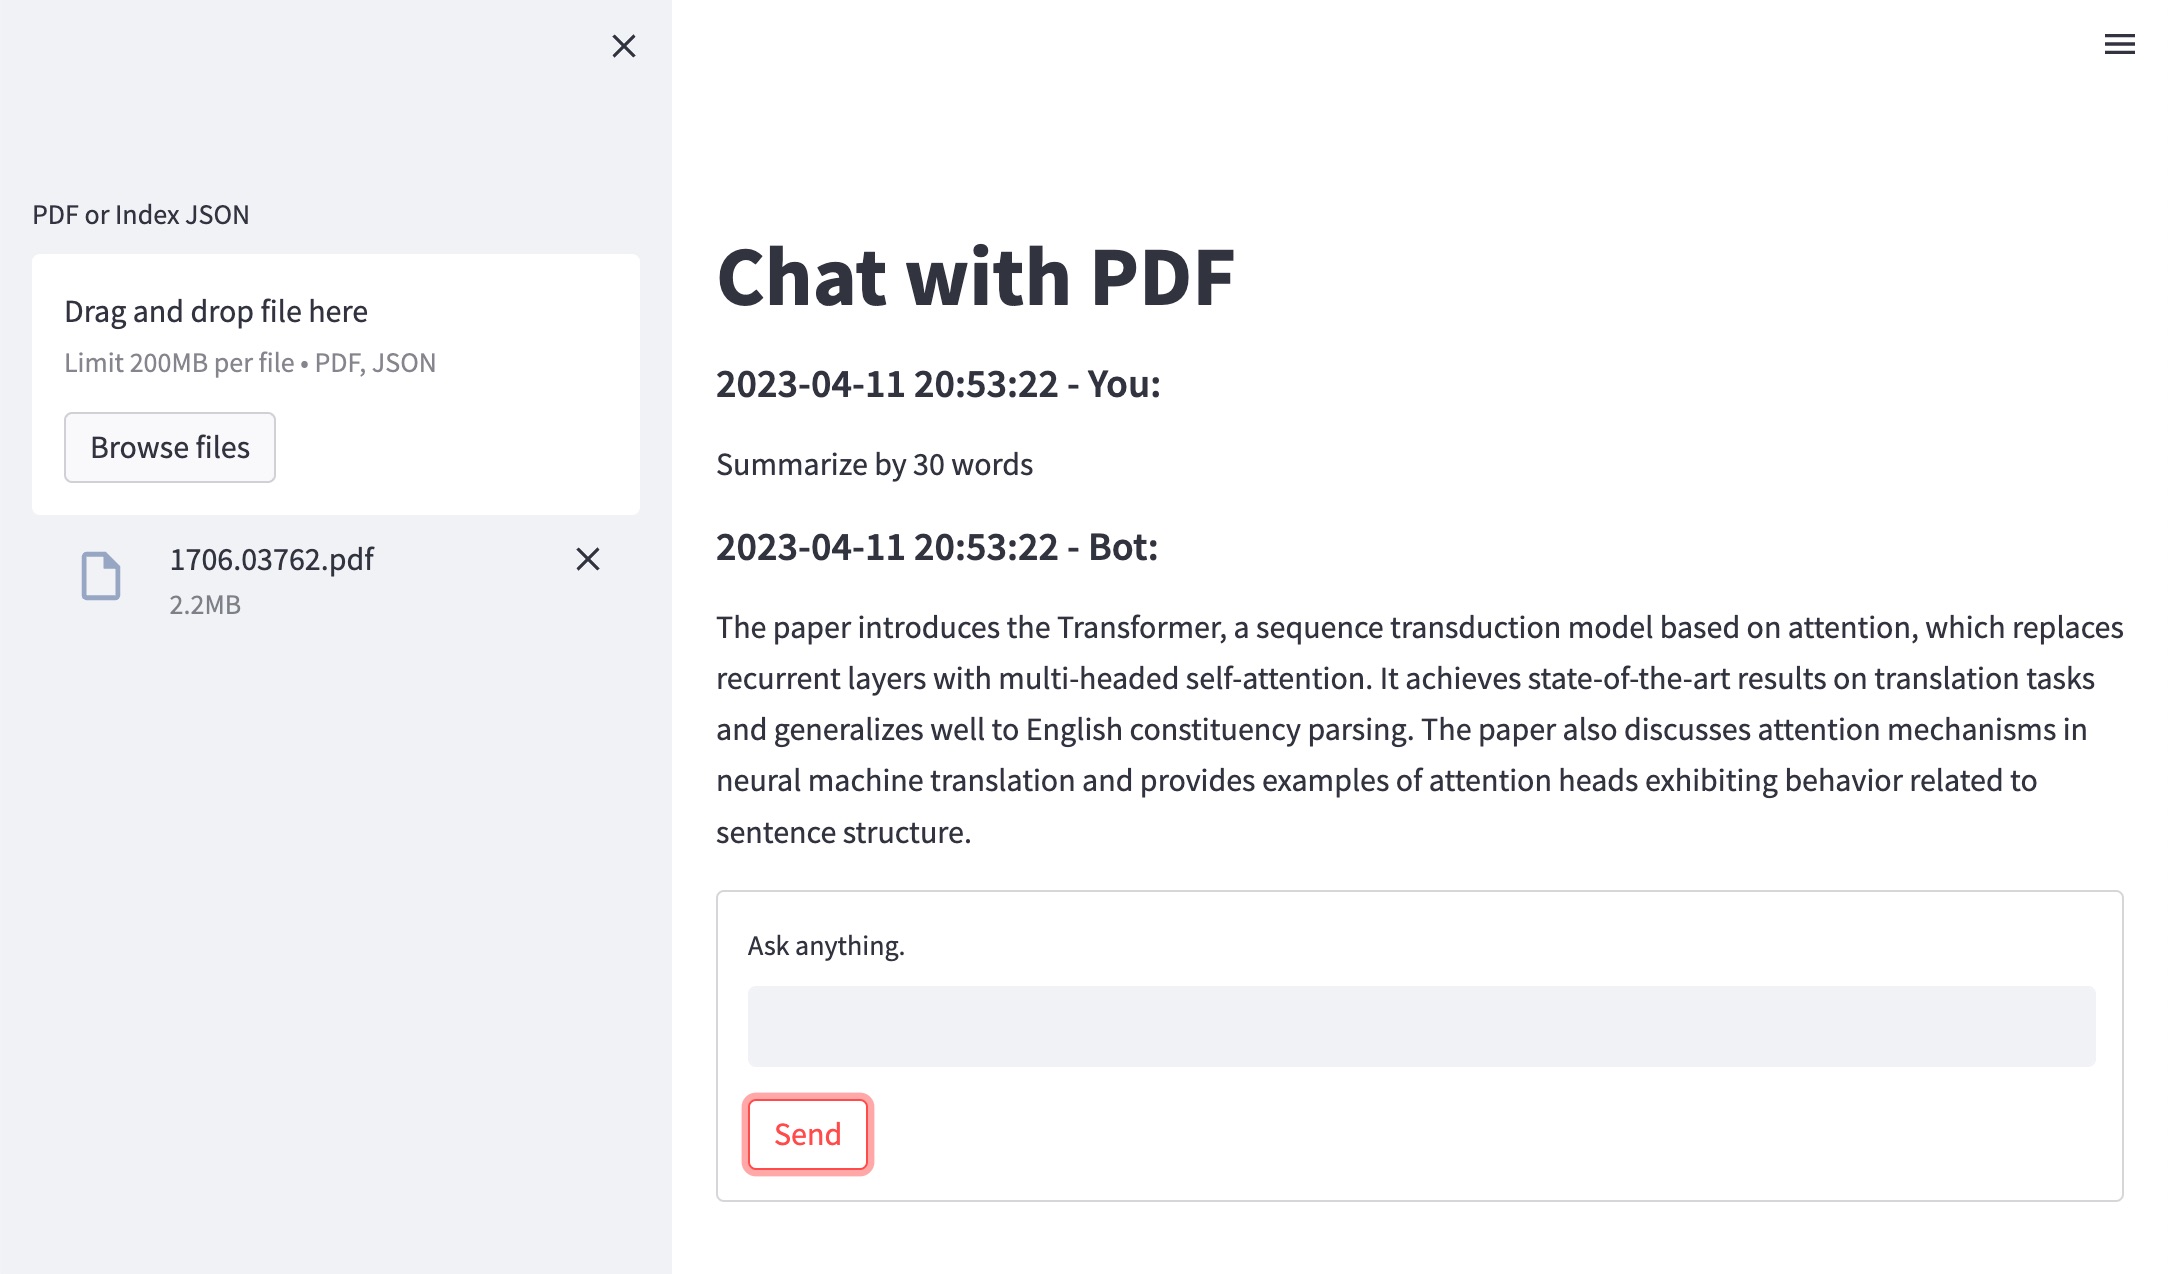 PDF or Index JSON
Drag and drop file here
Limit 200MB per file • PDF, JSON
Browse files
1706.03762.pdf
2.2MB
Chat with PDF
2023-04-11 20:53:22 - You:
Summarize by 30 words
2023-04-11 20:53:22 - Bot:
The paper introduces the Transformer, a sequence transduction model based on attention, which replaces
recurrent layers with multi-headed self-attention. It achieves state-of-the-art results on translation tasks
and generalizes well to English constituency parsing. The paper also discusses attention mechanisms in
neural machine translation and provides examples of attention heads exhibiting behavior related to
sentence structure.
Ask anything.
Send